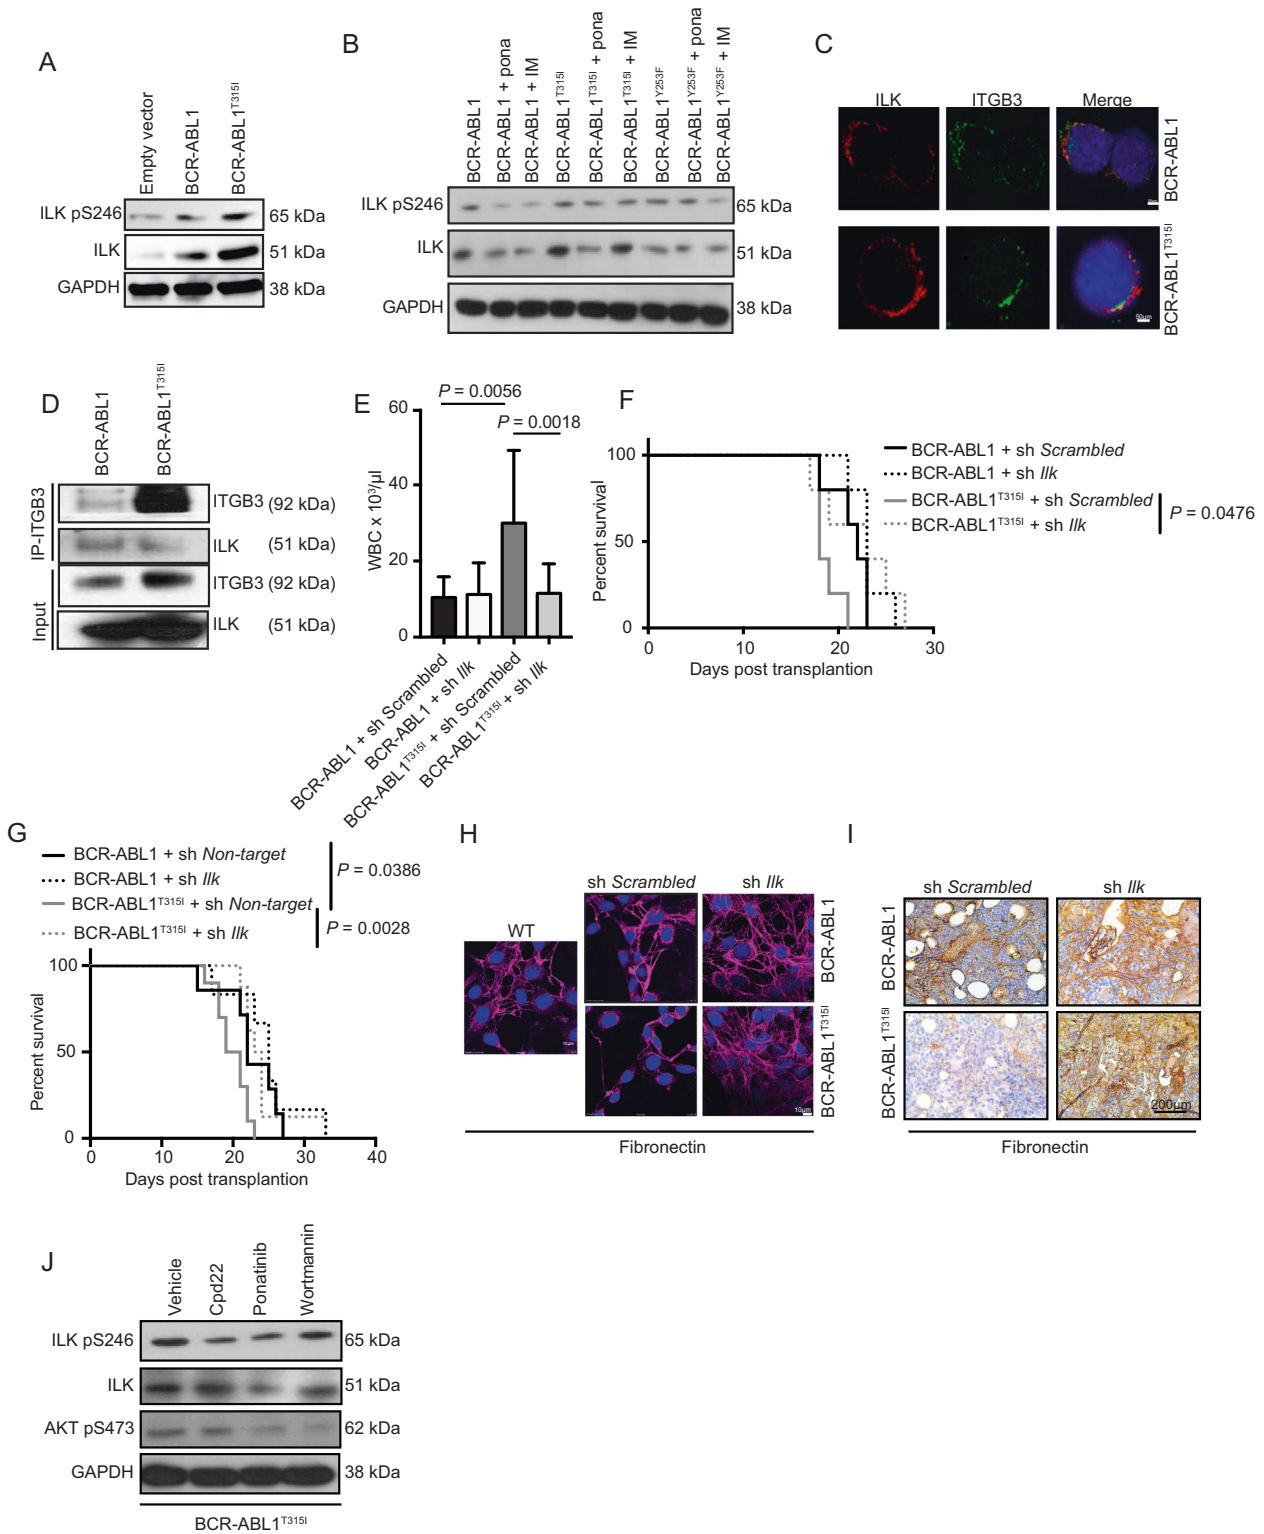 A
Empty vector
BCR-ABL1
BCR-ABL1T315I
ILK pS246
65 kDa
ILK
51 kDa
GAPDH
38 kDa
B
BCR-ABL1
BCR-ABL1 + pona
BCR-ABL1 + IM
BCR-ABL1T315I
BCR-ABL1T315I + pona
BCR-ABL1T315I + IM
BCR-ABL1Y253F
BCR-ABL1Y253F + pona
BCR-ABL1Y253F + IM
ILK pS246
65 kDa
ILK
51 kDa
GAPDH
38 kDa
C
ILK
ITGB3
Merge
BCR-ABL1
BCR-ABL1T315I
50µm
D
BCR-ABL1
BCR-ABL1T315I
IP-ITGB3
ITGB3 (92 kDa)
ILK (51 kDa)
Input
ITGB3 (92 kDa)
ILK (51 kDa)
E
P = 0.0056
P = 0.0018
WBC x 10³/µl
60
40
20
0
BCR-ABL1 + sh Scrambled
BCR-ABL1 + sh Ilk
BCR-ABL1T315I + sh Scrambled
BCR-ABL1T315I + sh Ilk
F
Percent survival
100
50
0
0
10
20
30
Days post transplantion
BCR-ABL1 + sh Scrambled
BCR-ABL1 + sh Ilk
BCR-ABL1T315I + sh Scrambled
BCR-ABL1T315I + sh Ilk
P = 0.0476
G
BCR-ABL1 + sh Non-target
BCR-ABL1 + sh Ilk
BCR-ABL1T315I + sh Non-target
BCR-ABL1T315I + sh Ilk
P = 0.0386
P = 0.0028
Percent survival
100
50
0
0
10
20
30
40
Days post transplantion
H
WT
sh Scrambled
sh Ilk
BCR-ABL1
BCR-ABL1T315I
10µm
10µm
Fibronectin
I
sh Scrambled
sh Ilk
BCR-ABL1
BCR-ABL1T315I
200µm
Fibronectin
J
Vehicle
Cpd22
Ponatinib
Wortmannin
ILK pS246
65 kDa
ILK
51 kDa
AKT pS473
62 kDa
GAPDH
38 kDa
BCR-ABL1T315I